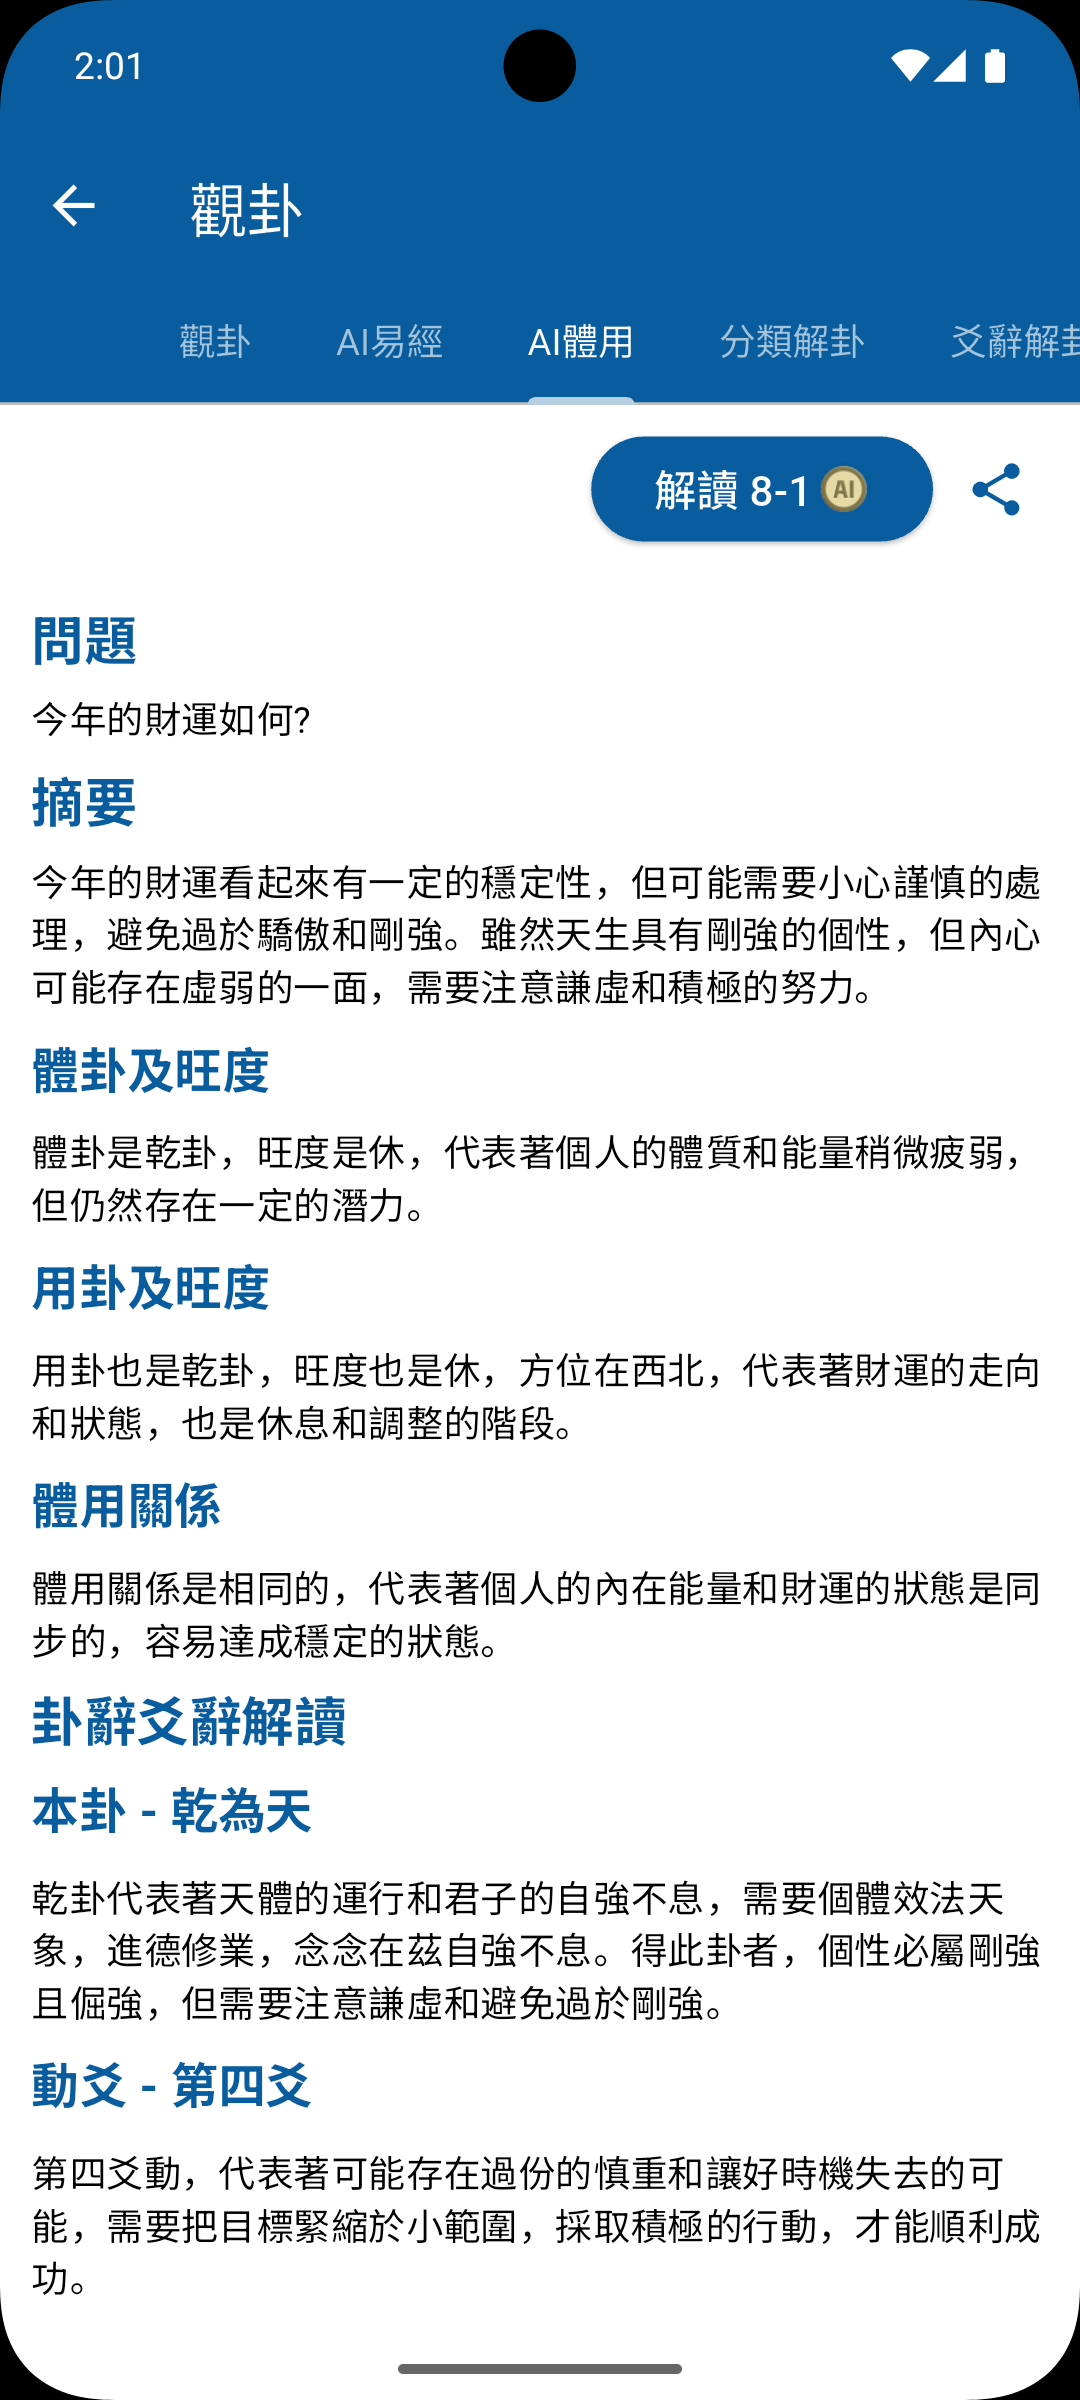 2:01
觀卦
觀卦 AI易經 AI體用 分類解卦 爻辭解卦
解讀 8-1 AI
問題
今年的財運如何?
摘要
今年的財運看起來有一定的穩定性，但可能需要小心謹慎的處
理，避免過於驕傲和剛強。雖然天生具有剛強的個性，但內心
可能存在虛弱的一面，需要注意謙虛和積極的努力。
體卦及旺度
體卦是乾卦，旺度是休，代表著個人的體質和能量稍微疲弱，
但仍然存在一定的潛力。
用卦及旺度
用卦也是乾卦，旺度也是休，方位在西北，代表著財運的走向
和狀態，也是休息和調整的階段。
體用關係
體用關係是相同的，代表著個人的內在能量和財運的狀態是同
步的，容易達成穩定的狀態。
卦辭爻辭解讀
本卦 - 乾為天
乾卦代表著天體的運行和君子的自強不息，需要個體效法天
象，進德修業，念念在茲自強不息。得此卦者，個性必屬剛強
且倔強，但需要注意謙虛和避免過於剛強。
動爻 - 第四爻
第四爻動，代表著可能存在過份的慎重和讓好時機失去的可
能，需要把目標緊縮於小範圍，採取積極的行動，才能順利成
功。